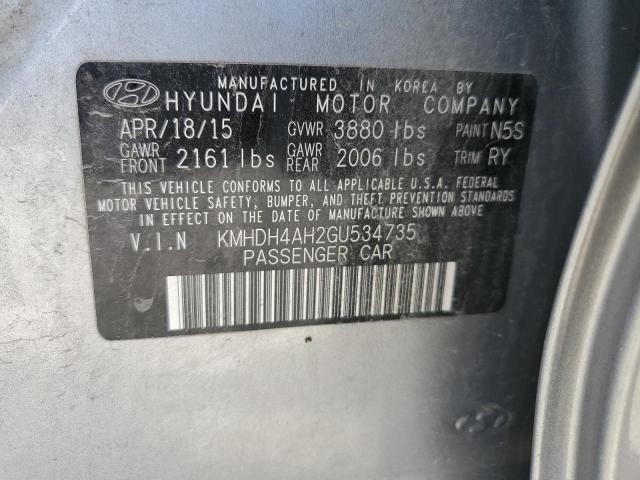 MANUFACTURED IN KOREA BY
HYUNDAI MOTOR COMPANY
APR/18/15 GVWR 3880 lbs PAINT N5S
GAWR FRONT 2161 lbs GAWR REAR 2006 lbs TRIM RY
THIS VEHICLE CONFORMS TO ALL APPLICABLE U.S.A. FEDERAL
MOTOR VEHICLE SAFETY, BUMPER, AND THEFT PREVENTION STANDARDS
IN EFFECT ON THE DATE OF MANUFACTURE SHOWN ABOVE.
V.I.N KMHDH4AH2GU534735
PASSENGER CAR